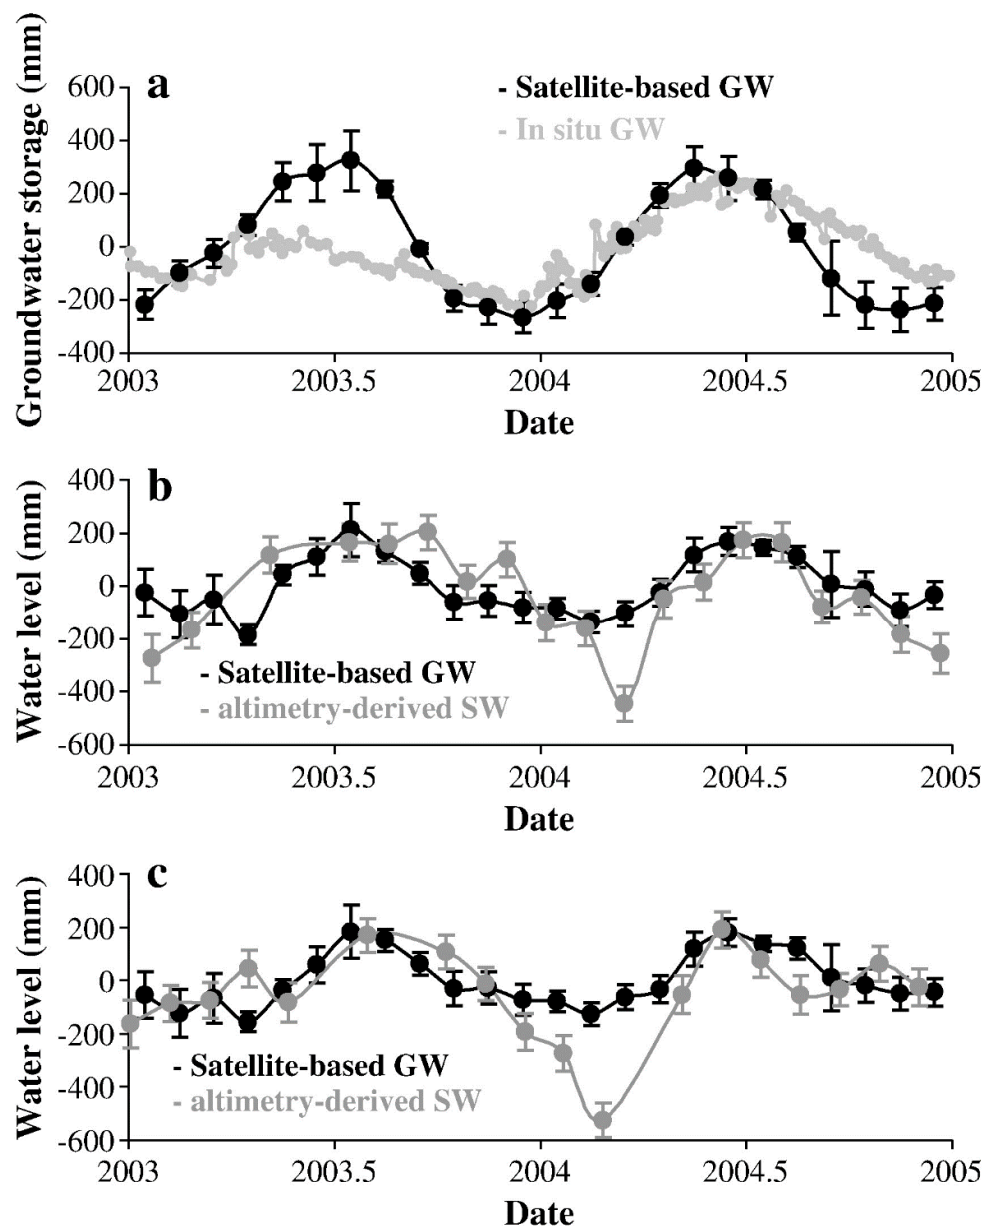 a
Groundwater storage (mm)
600
400
200
0
-200
-400
- Satellite-based GW
- In situ GW
2003 2003.5 2004 2004.5 2005
Date
b
Water level (mm)
400
200
0
-200
-400
-600
- Satellite-based GW
- altimetry-derived SW
2003 2003.5 2004 2004.5 2005
Date
c
Water level (mm)
400
200
0
-200
-400
-600
- Satellite-based GW
- altimetry-derived SW
2003 2003.5 2004 2004.5 2005
Date